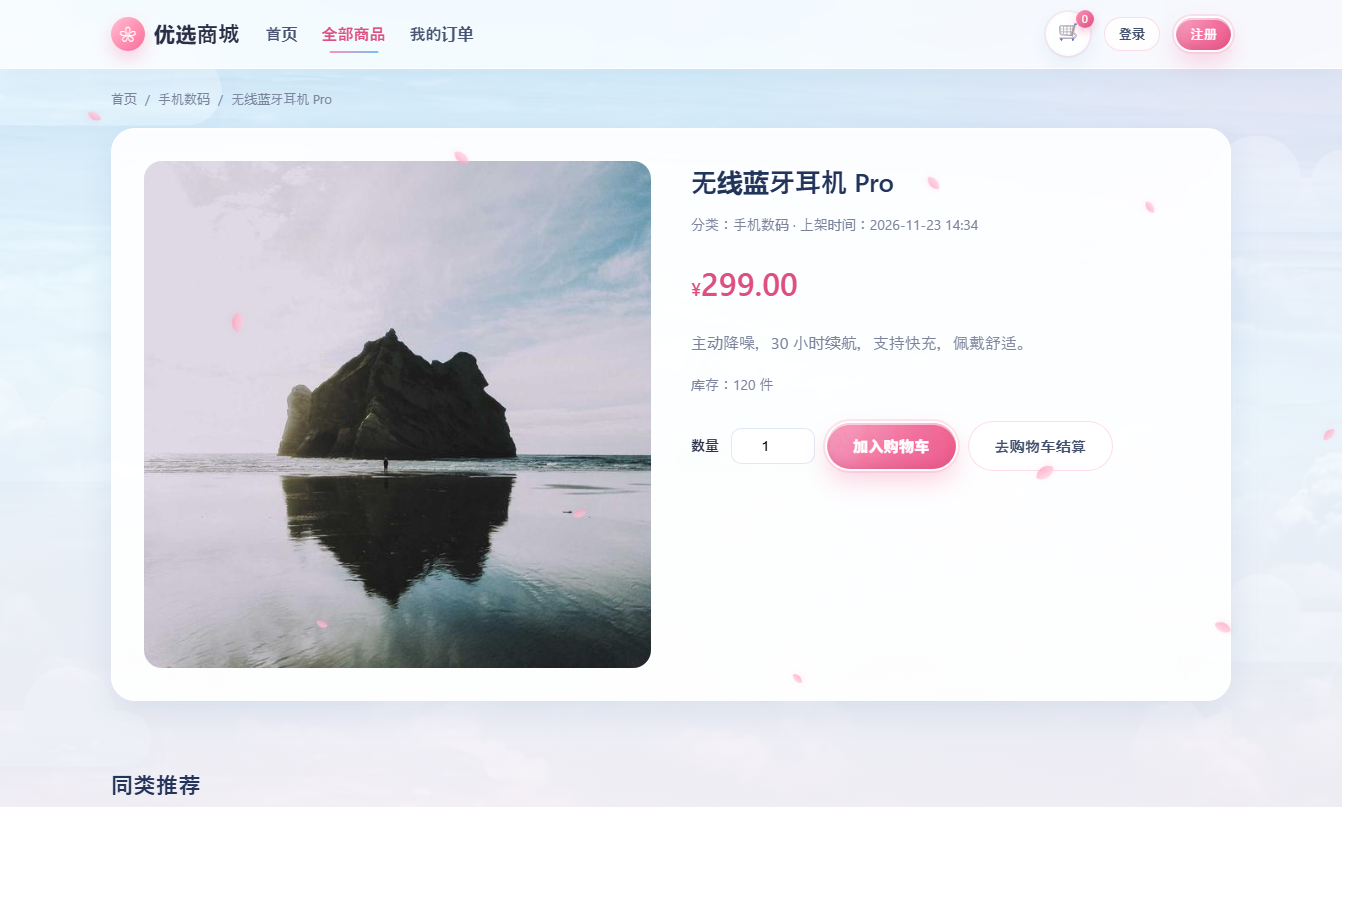 优选商城 首页 全部商品 我的订单 0 登录 注册
首页 / 手机数码 / 无线蓝牙耳机 Pro
无线蓝牙耳机 Pro
分类：手机数码 · 上架时间：2026-11-23 14:34
¥299.00
主动降噪，30 小时续航，支持快充，佩戴舒适。
库存：120 件
数量 1 加入购物车 去购物车结算
同类推荐